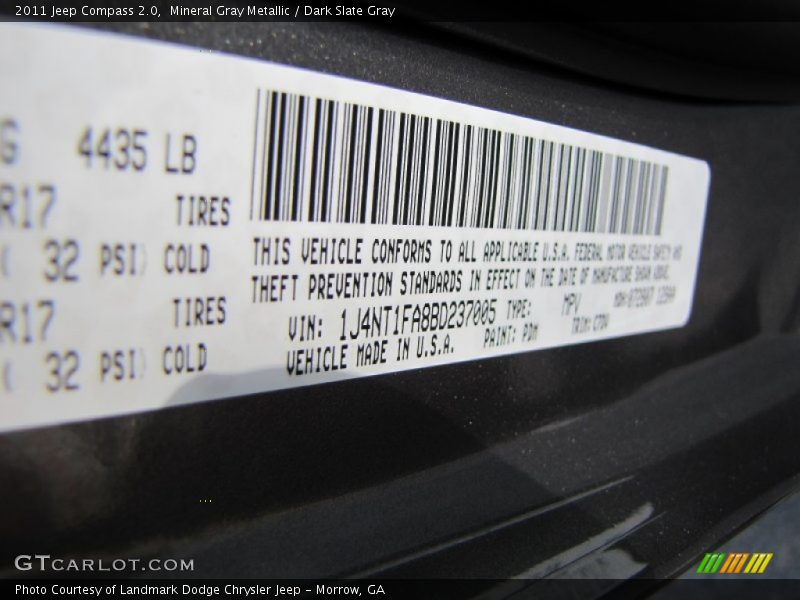 2011 Jeep Compass 2.0, Mineral Gray Metallic / Dark Slate Gray
G 4435 LB
R17 TIRES
( 32 PSI) COLD
R17 TIRES
( 32 PSI) COLD
THIS VEHICLE CONFORMS TO ALL APPLICABLE U.S.A. FEDERAL MOTOR VEHICLE SAFETY AND
THEFT PREVENTION STANDARDS IN EFFECT ON THE DATE OF MANUFACTURE SHOWN ABOVE.
VIN: 1J4NT1FA8BD237005 TYPE: MPV
VEHICLE MADE IN U.S.A. PAINT: PDM TRIM:
GTCARLOT.COM
Photo Courtesy of Landmark Dodge Chrysler Jeep – Morrow, GA